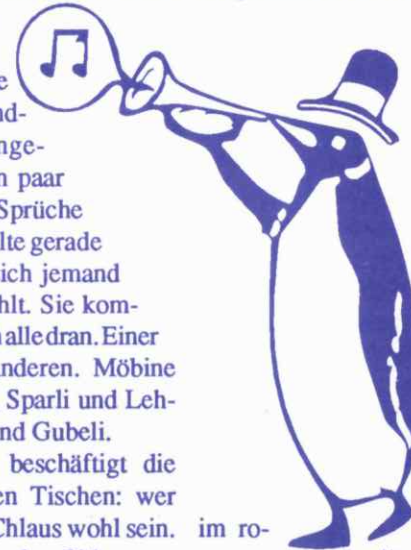 e
nd-
nge-
n paar
Sprüche
lte gerade
ich jemand
hlt. Sie kom-
n alle dran. Einer
nderen. Möbine
Sparli und Leh-
nd Gubeli.
beschäftigt die
en Tischen: wer
Chlaus wohl sein. im ro-